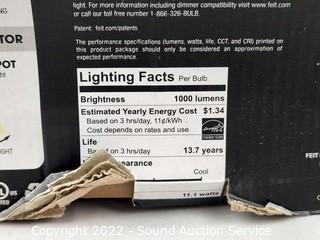 light. For more information including dimmer compatibility visit www.feit.com
or call our toll free number 1-866-326-BULB.
Patent: feit.com/patents
The performance specifications (lumens, watts, life, CCT, and CRI) printed on
this product package should only be considered an approximation of
expected performance.
TOR
POT
Lighting Facts Per Bulb
Brightness 1000 lumens
Estimated Yearly Energy Cost $1.34
Based on 3 hrs/day, 11¢/kWh
Cost depends on rates and use
ENERGY STAR
Life
Based on 3 hrs/day 13.7 years
earance
Cool
11.1 watts
FEIT
UL
Copyright 2022 - Sound Auction Service